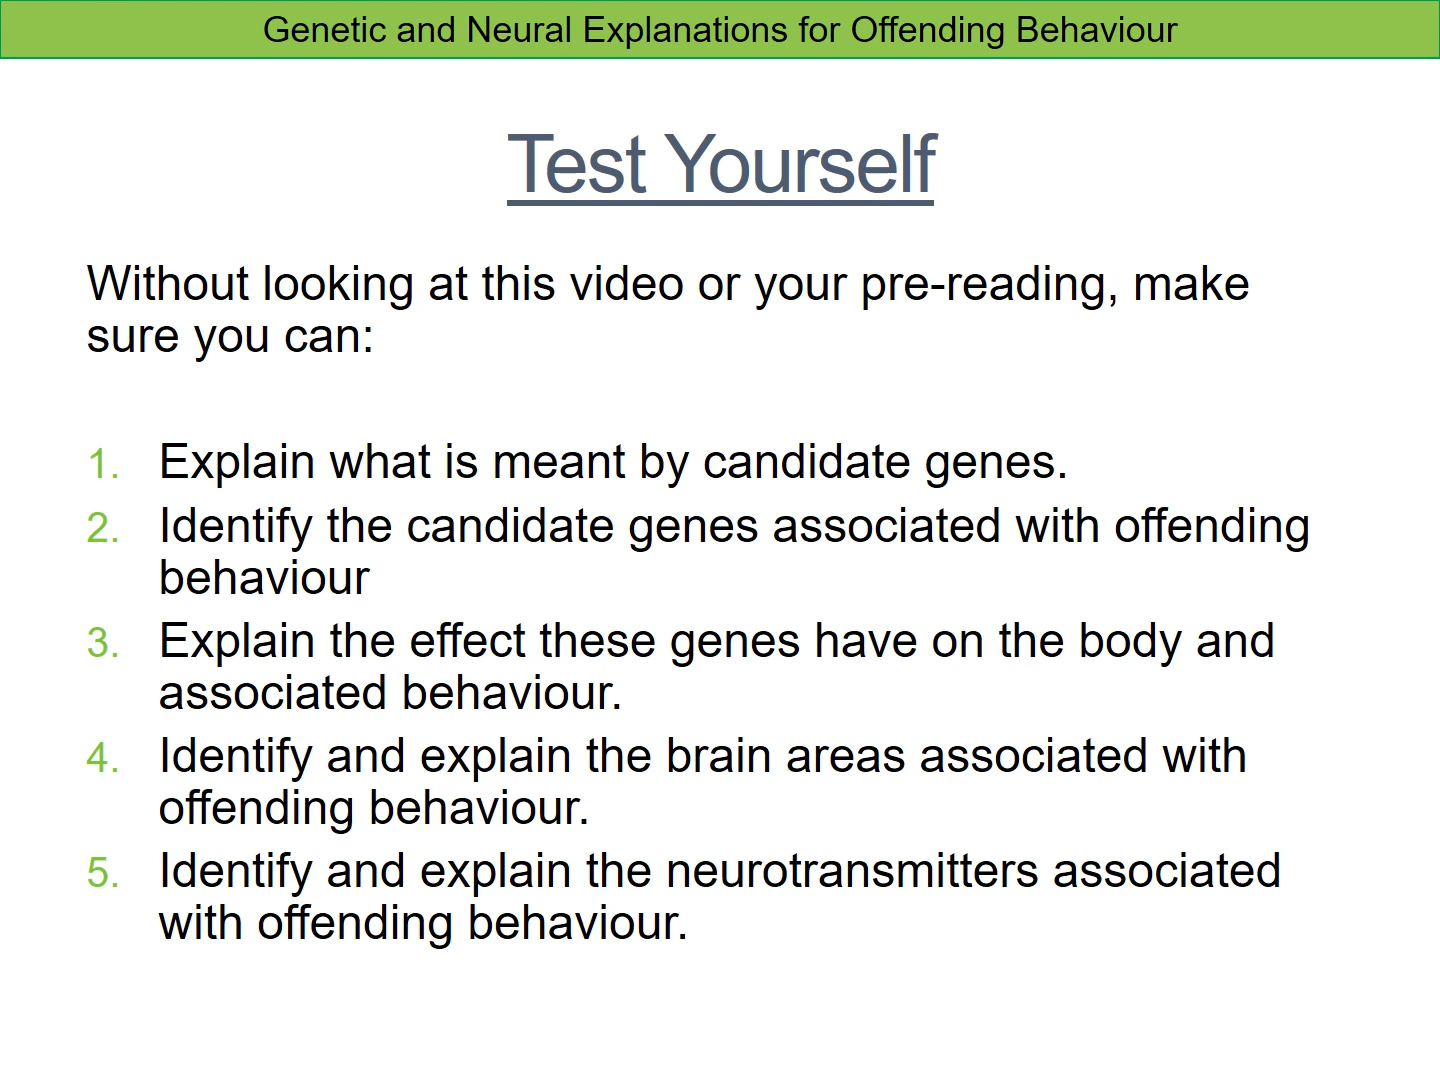 Genetic and Neural Explanations for Offending Behaviour
Test Yourself
Without looking at this video or your pre-reading, make
sure you can:
1. Explain what is meant by candidate genes.
2. Identify the candidate genes associated with offending
behaviour
3. Explain the effect these genes have on the body and
associated behaviour.
4. Identify and explain the brain areas associated with
offending behaviour.
5. Identify and explain the neurotransmitters associated
with offending behaviour.